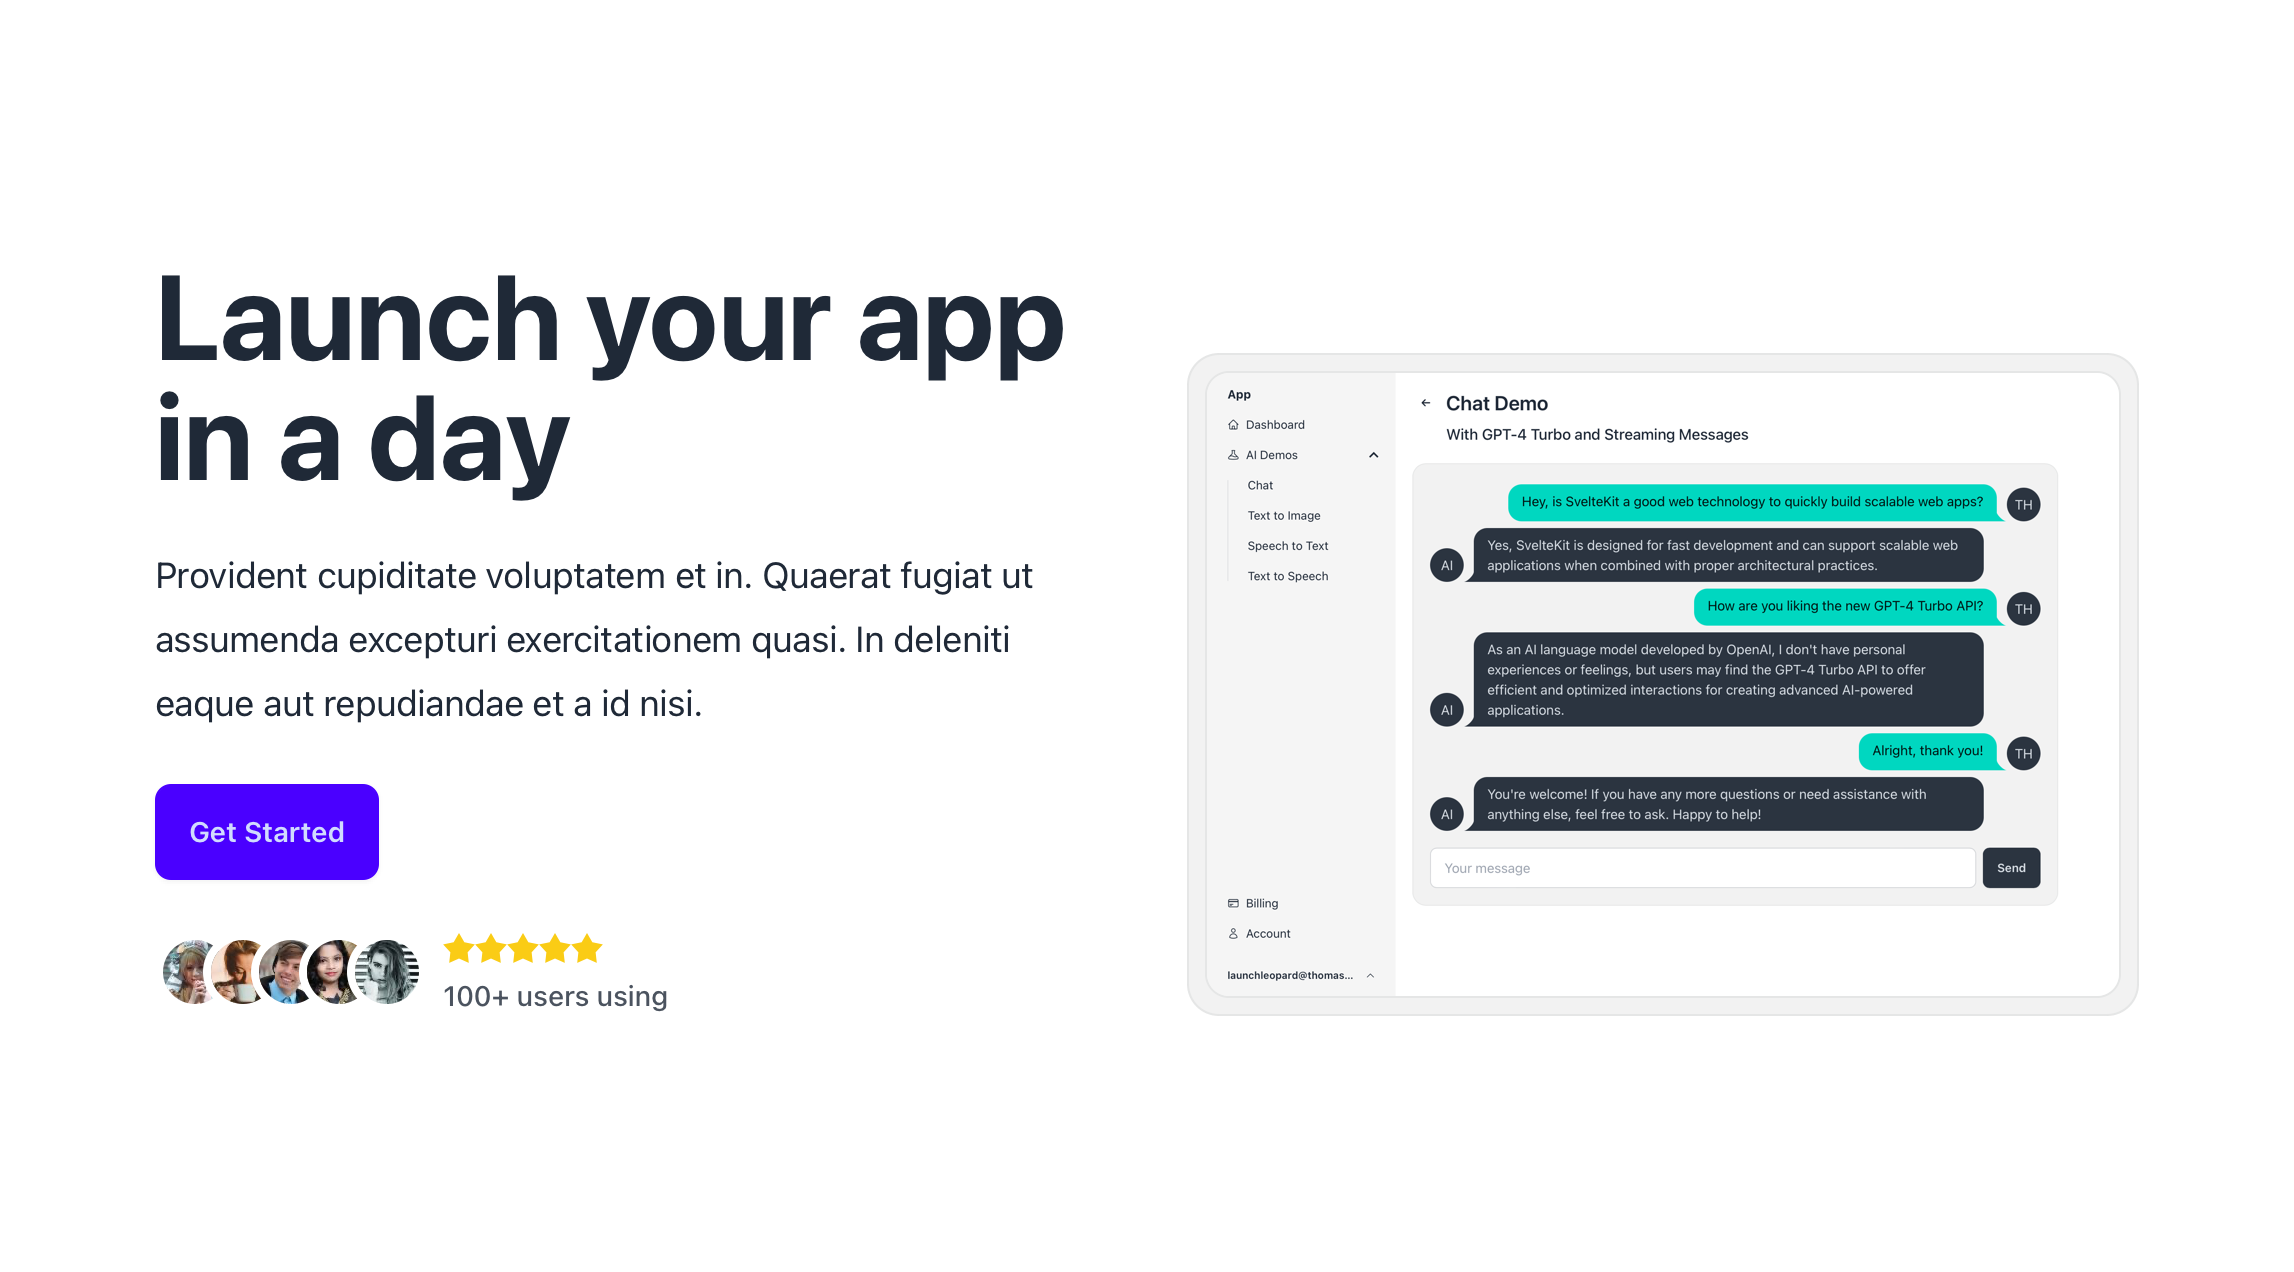 Launch your app
in a day
Provident cupiditate voluptatem et in. Quaerat fugiat ut
assumenda excepturi exercitationem quasi. In deleniti
eaque aut repudiandae et a id nisi.
Get Started
100+ users using
App
Dashboard
AI Demos
Chat
Text to Image
Speech to Text
Text to Speech
Billing
Account
launchleopard@thomas...
Chat Demo
With GPT-4 Turbo and Streaming Messages
Hey, is SvelteKit a good web technology to quickly build scalable web apps?
TH
Yes, SvelteKit is designed for fast development and can support scalable web
applications when combined with proper architectural practices.
AI
How are you liking the new GPT-4 Turbo API?
TH
As an AI language model developed by OpenAI, I don't have personal
experiences or feelings, but users may find the GPT-4 Turbo API to offer
efficient and optimized interactions for creating advanced AI-powered
applications.
AI
Alright, thank you!
TH
You're welcome! If you have any more questions or need assistance with
anything else, feel free to ask. Happy to help!
AI
Your message
Send